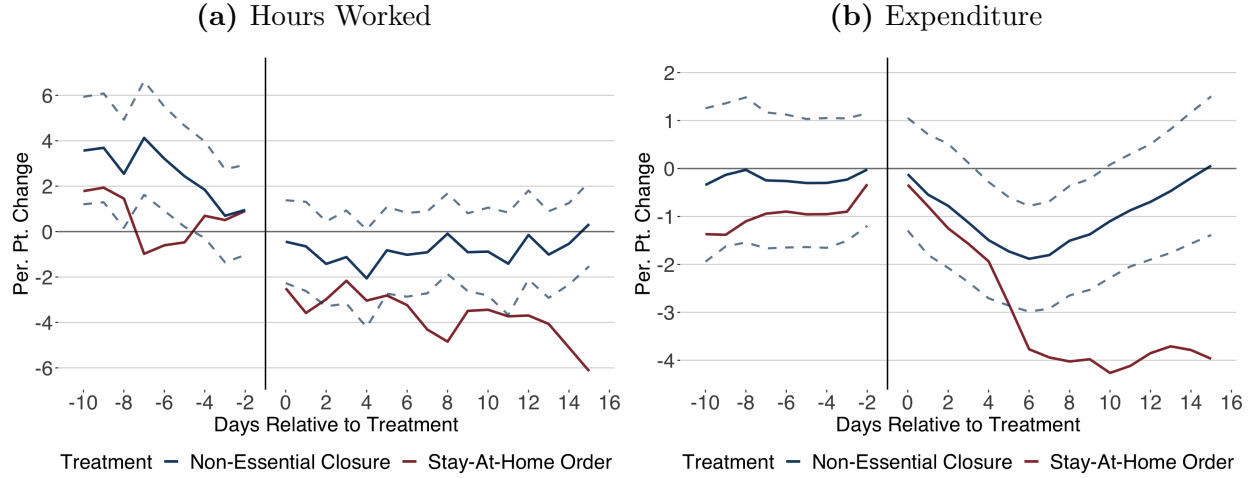 (a) Hours Worked
Per. Pt. Change
6
4
2
0
-2
-4
-6
-10 -8 -6 -4 -2 0 2 4 6 8 10 12 14 16
Days Relative to Treatment
Treatment Non-Essential Closure Stay-At-Home Order
(b) Expenditure
Per. Pt. Change
2
1
0
-1
-2
-3
-4
-10 -8 -6 -4 -2 0 2 4 6 8 10 12 14 16
Days Relative to Treatment
Treatment Non-Essential Closure Stay-At-Home Order